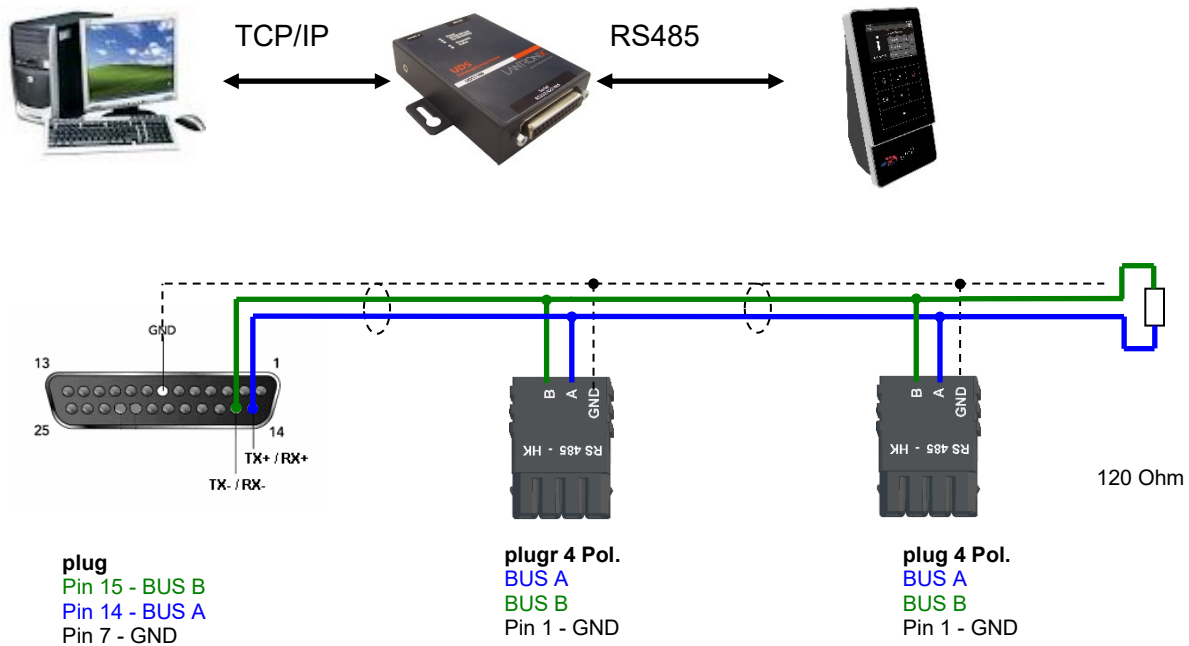 TCP/IP
RS485
UDS
LANTRONIX
GND
13
1
25
14
TX+ / RX+
TX- / RX-
B
A
GND
RS 485 - HK
B
A
GND
RS 485 - HK
120 Ohm
plug
Pin 15 - BUS B
Pin 14 - BUS A
Pin 7 - GND
plugr 4 Pol.
BUS A
BUS B
Pin 1 - GND
plug 4 Pol.
BUS A
BUS B
Pin 1 - GND